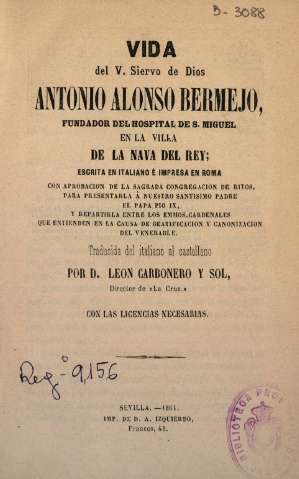 B-3088
VIDA
del V. Siervo de Dios
ANTONIO ALONSO BERMEJO,
FUNDADOR DEL HOSPITAL DE S. MIGUEL
EN LA VILLA
DE LA NAVA DEL REY;
ESCRITA EN ITALIANO É IMPRESA EN ROMA
CON APROBACION DE LA SAGRADA CONGREGACION DE RITOS,
PARA PRESENTARLA Á NUESTRO SANTISIMO PADRE
EL PAPA PIO IX,
Y REPARTIRLA ENTRE LOS EMMOS. CARDENALES
QUE ENTIENDEN EN LA CAUSA DE BEATIFICACION Y CANONIZACION
DEL VENERABLE.
Traducida del italiano al castellano
POR D. LEON CARBONERO Y SOL,
Director de «La Cruz.»
CON LAS LICENCIAS NECESARIAS.
Reg.º 9,156
SEVILLA.—1864.
IMP. DE D. A. IZQUIERDO,
Francos,
BIBLIOTECA